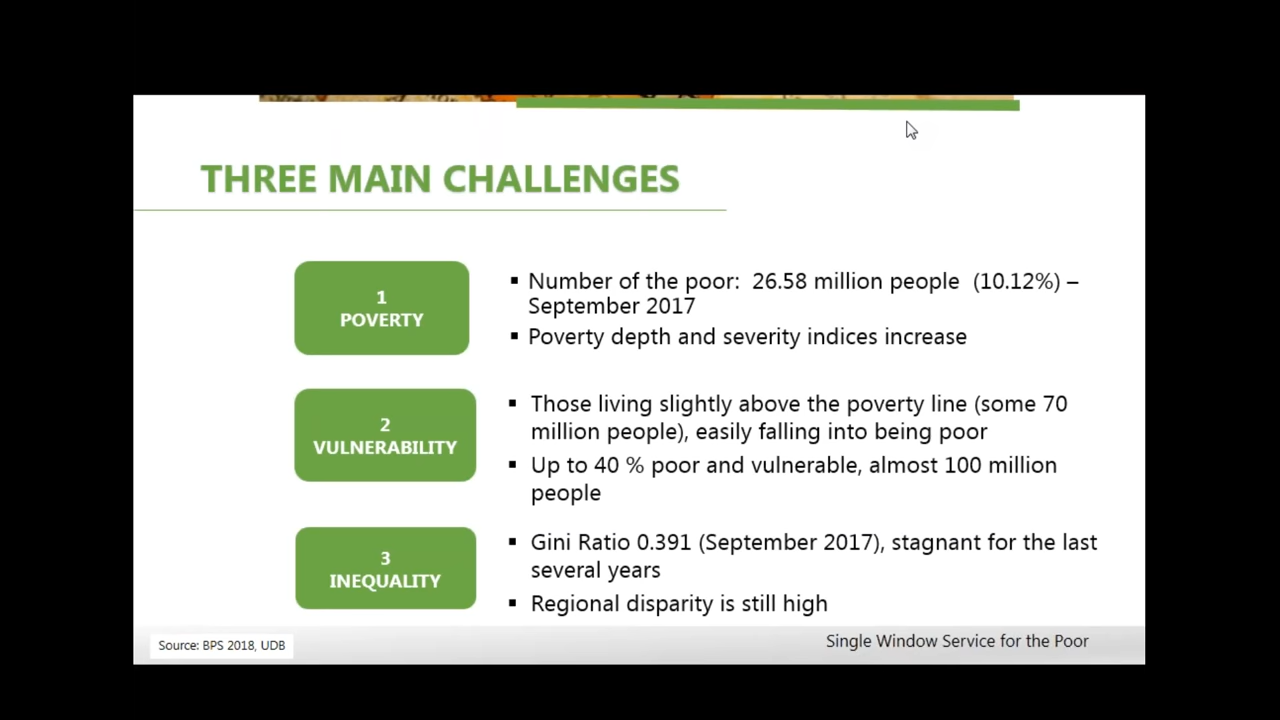 THREE MAIN CHALLENGES
1
POVERTY
▪ Number of the poor:  26.58 million people  (10.12%) –
September 2017
▪ Poverty depth and severity indices increase
2
VULNERABILITY
▪ Those living slightly above the poverty line (some 70
million people), easily falling into being poor
▪ Up to 40 % poor and vulnerable, almost 100 million
people
3
INEQUALITY
▪ Gini Ratio 0.391 (September 2017), stagnant for the last
several years
▪ Regional disparity is still high
Source: BPS 2018, UDB
Single Window Service for the Poor